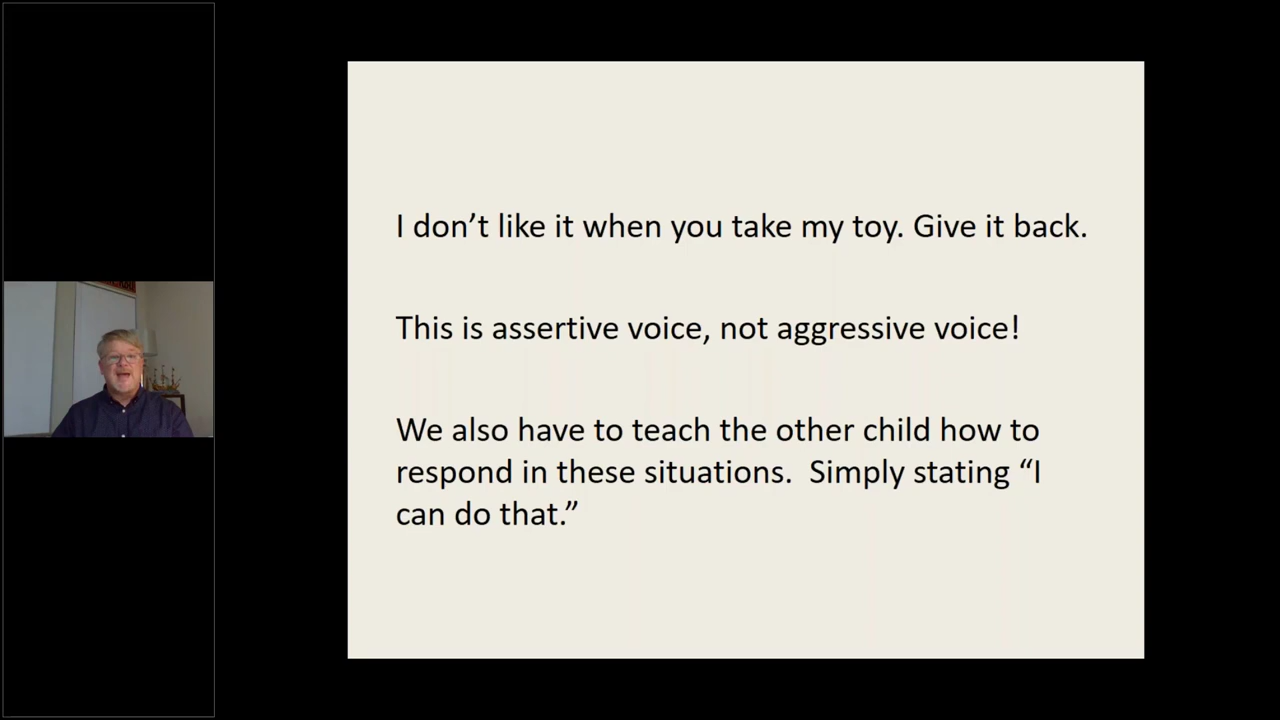 I don’t like it when you take my toy. Give it back.
This is assertive voice, not aggressive voice!
We also have to teach the other child how to
respond in these situations.  Simply stating “I
can do that.”